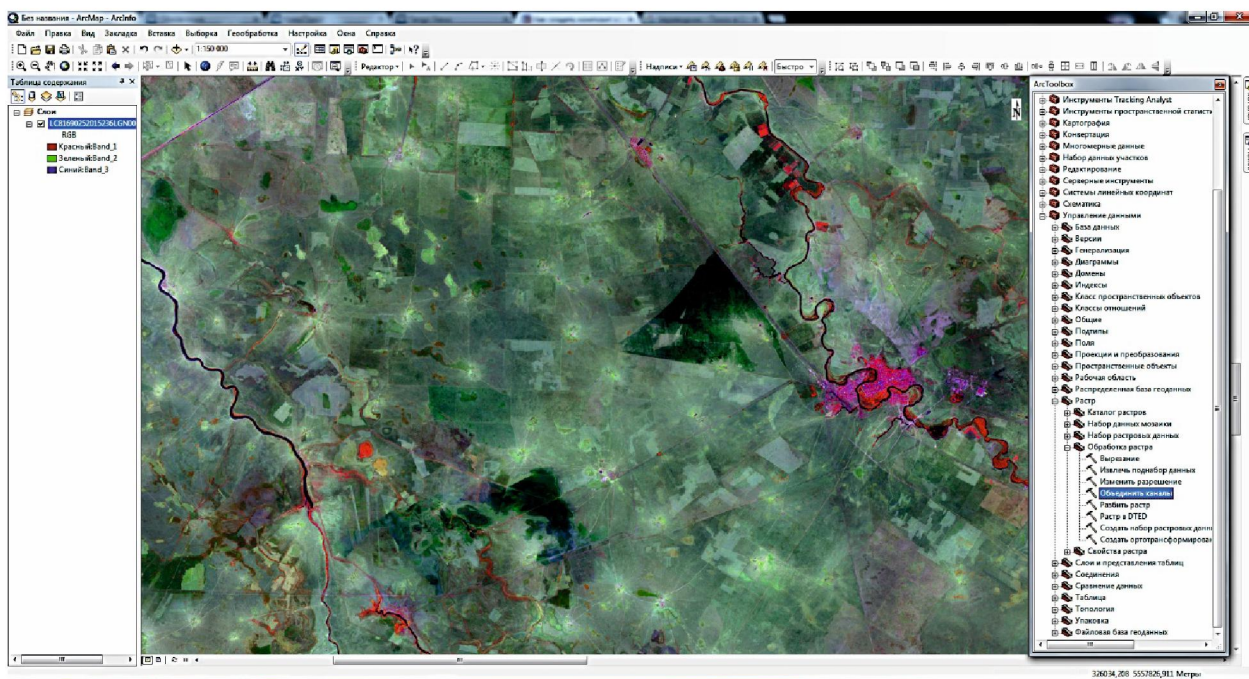 Без названия - ArcMap - ArcInfo
Файл Правка Вид Закладка Вставка Выборка Геообработка Настройка Окна Справка
1:160 000
Редактор
Надписи
Быстро
Таблица содержания
Слои
LC81690252015236LGN00
RGB
Красный:Band_1
Зеленый:Band_2
Синий:Band_3
N
ArcToolbox
Инструменты Tracking Analyst
Инструменты пространственной статист
Картография
Конвертация
Многомерные данные
Набор данных участков
Редактирование
Серверные инструменты
Системы линейных координат
Схематика
Управление данными
База данных
Версии
Генерализация
Диаграммы
Домены
Индексы
Класс пространственных объектов
Классы отношений
Общие
Подтипы
Поля
Проекции и преобразования
Пространственные объекты
Рабочая область
Распределенная база геоданных
Растр
Каталог растров
Набор данных мозаики
Набор растровых данных
Обработка растра
Вырезание
Извлечь поднабор данных
Изменить разрешение
Объединить каналы
Разбить растр
Растр в DTED
Создать набор растровых данн
Создать ортотрансформирован
Свойства растра
Слои и представления таблиц
Соединения
Сравнение данных
Таблица
Топология
Упаковка
Файловая база геоданных
326034,208 5557826,911 Метры